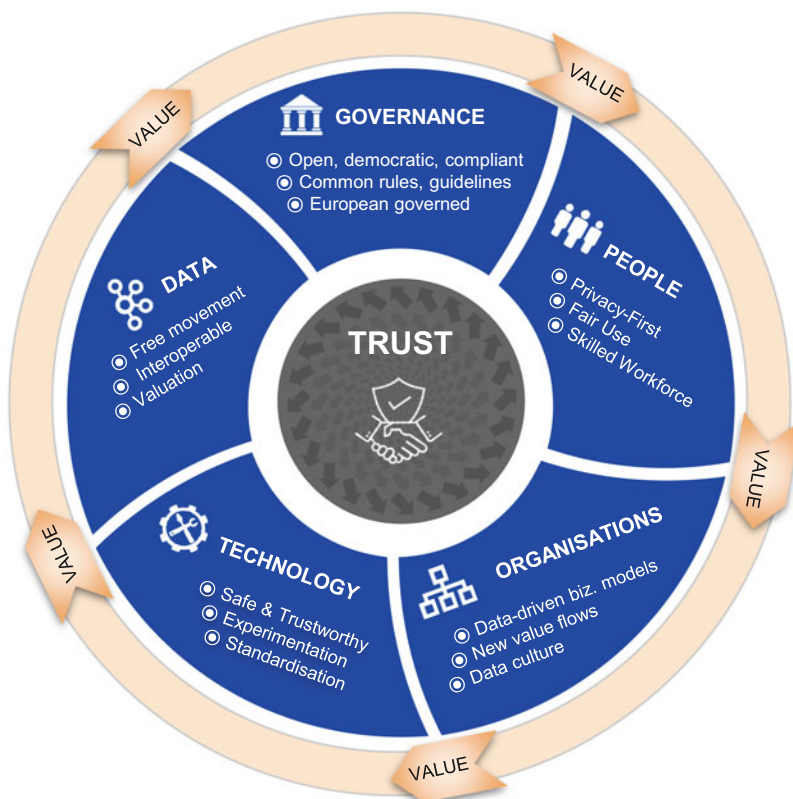 VALUE
VALUE
GOVERNANCE
Open, democratic, compliant
Common rules, guidelines
European governed
PEOPLE
Privacy-First
Fair Use
Skilled Workforce
DATA
Free movement
Interoperable
Valuation
TRUST
VALUE
VALUE
TECHNOLOGY
Safe & Trustworthy
Experimentation
Standardisation
ORGANISATIONS
Data-driven biz. models
New value flows
Data culture
VALUE